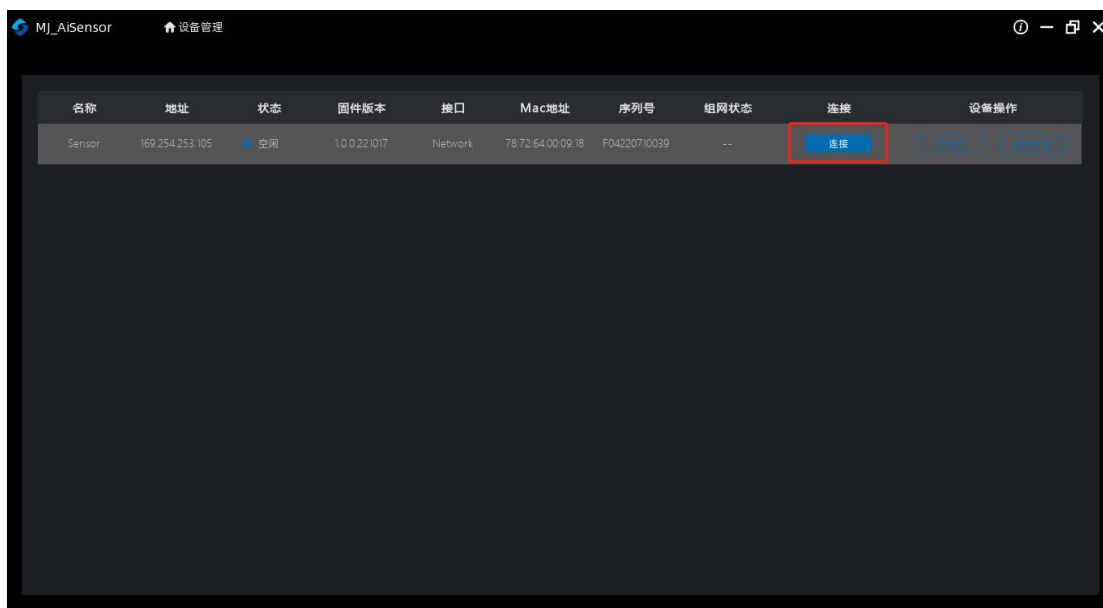 MJ_AiSensor 设备管理
名称 地址 状态 固件版本 接口 Mac地址 序列号 组网状态 连接 设备操作
Sensor 169.254.253.105 空闲 1.0.0.221017 Network 78:72:64:00:09:18 F04220710039 -- 连接